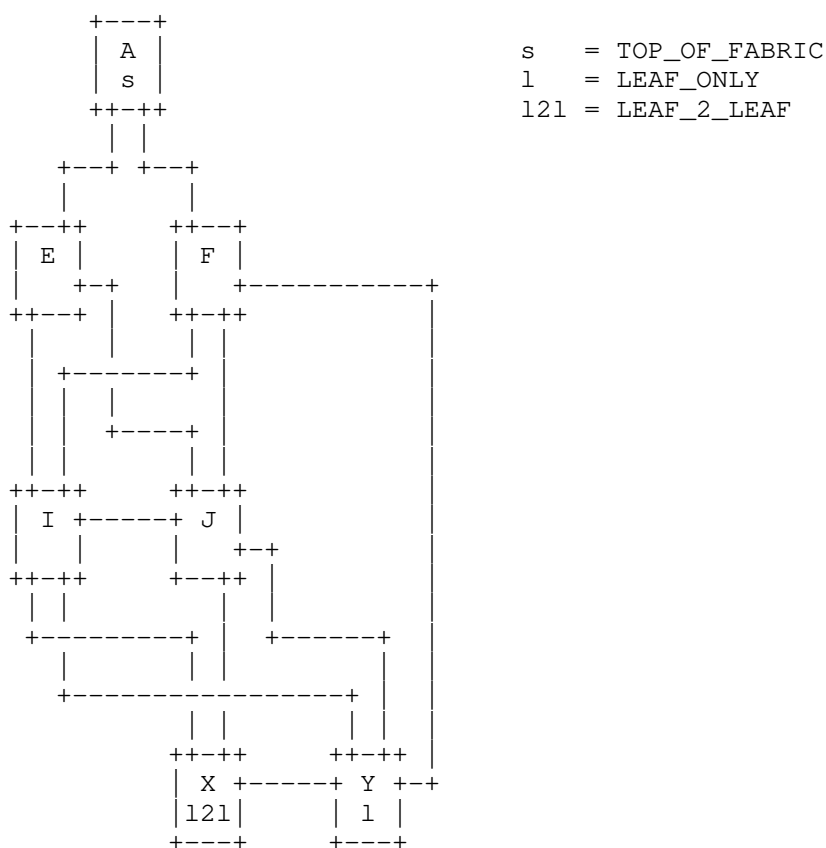 A
s
s = TOP_OF_FABRIC
l = LEAF_ONLY
l2l = LEAF_2_LEAF
E F
I J
X Y
l2l l